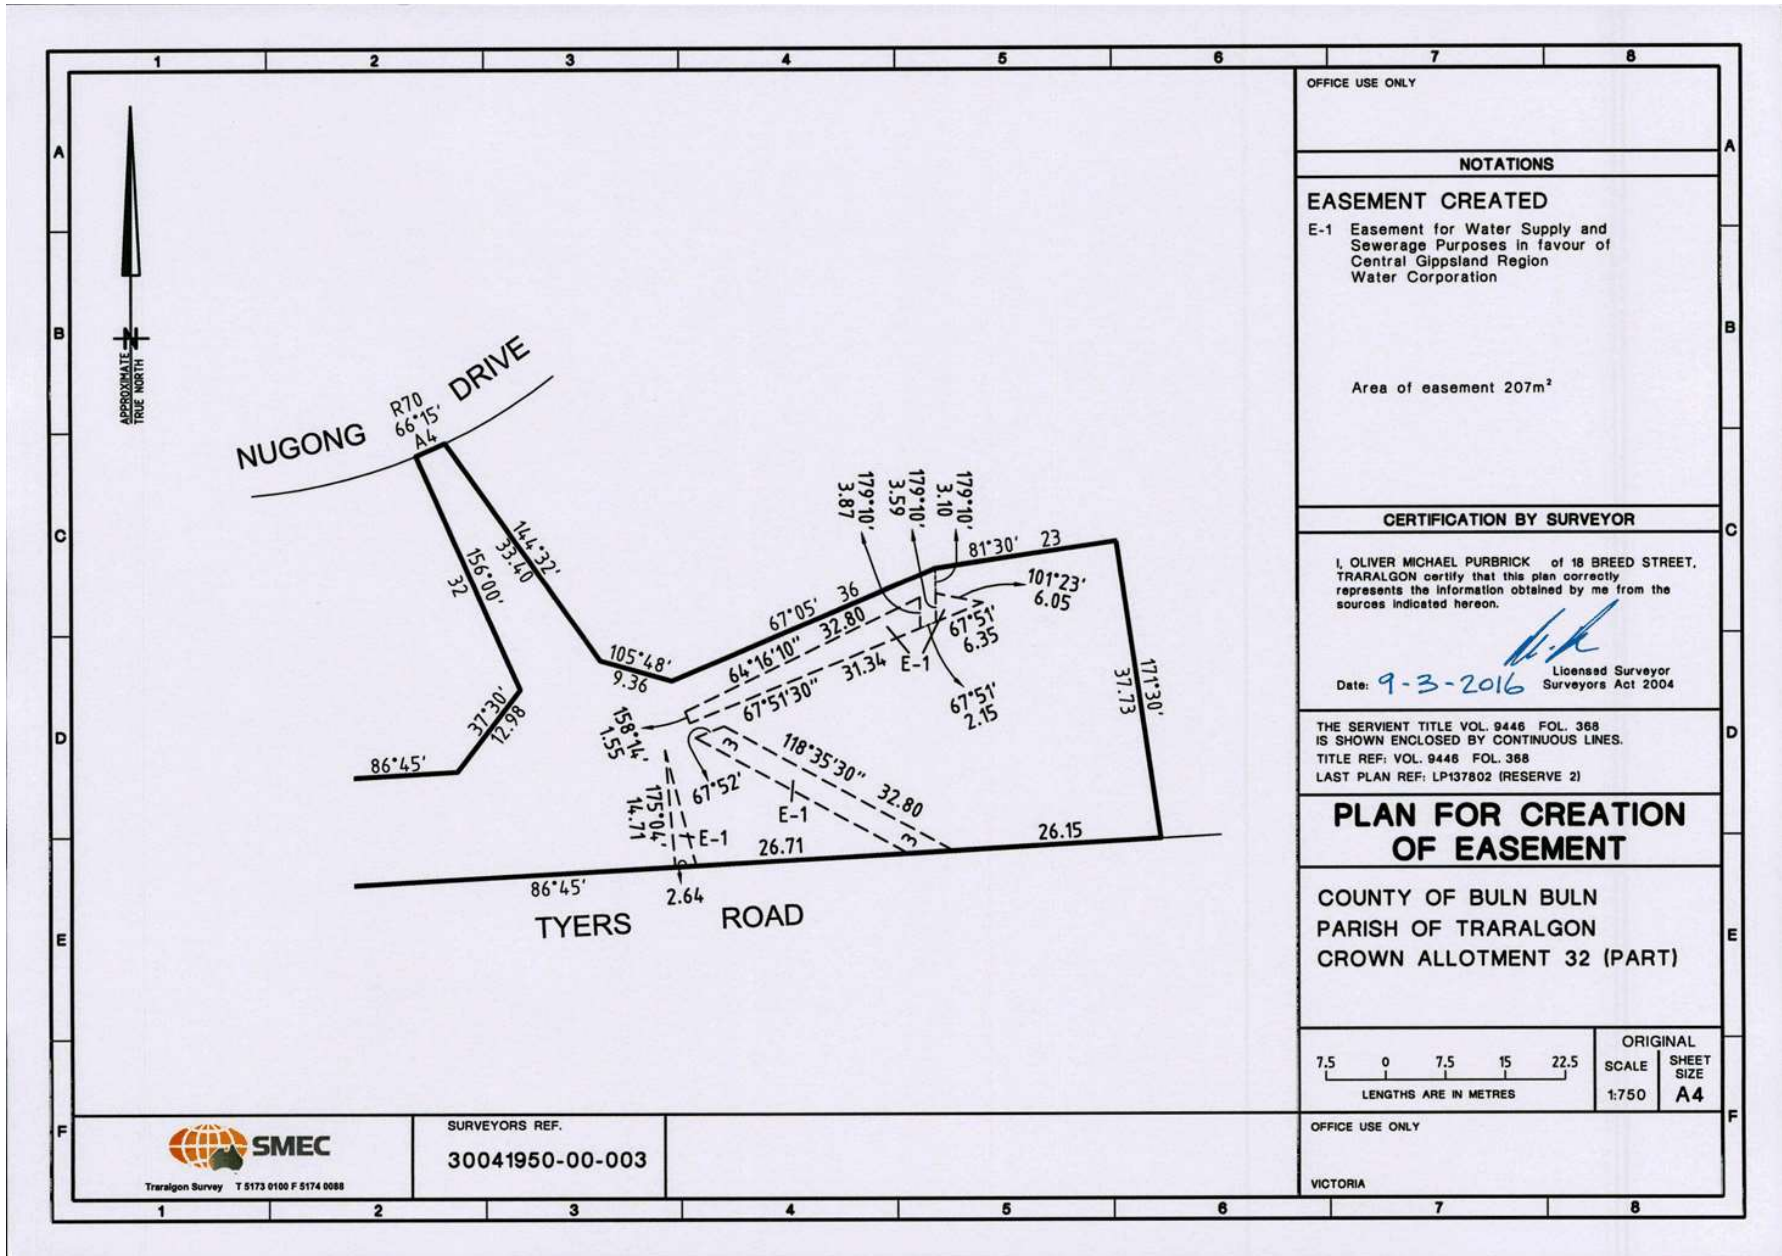 1 2 3 4 5 6 7 8
A
B
C
D
E
F
APPROXIMATE
TRUE NORTH
N
NUGONG DRIVE
R70
66°15'
A4
144°32'
33.40
156°00'
32
105°48'
9.36
37°30'
12.98
86°45'
67°05' 36
81°30' 23
171°30'
37.73
179°10'
3.87
179°10'
3.59
179°10'
3.10
101°23'
6.05
67°51'
6.35
67°51'
2.15
64°16'10" 32.80
67°51'30" 31.34
E-1
158°14'
1.55
67°52'
3
118°35'30" 32.80
E-1
3
175°04'
14.71
E-1
86°45'
2.64
26.71
26.15
TYERS ROAD
OFFICE USE ONLY
NOTATIONS
EASEMENT CREATED
E-1 Easement for Water Supply and
Sewerage Purposes in favour of
Central Gippsland Region
Water Corporation
Area of easement 207m²
CERTIFICATION BY SURVEYOR
I, OLIVER MICHAEL PURBRICK of 18 BREED STREET,
TRARALGON certify that this plan correctly
represents the information obtained by me from the
sources indicated hereon.
Licensed Surveyor
Date: 9-3-2016 Surveyors Act 2004
THE SERVIENT TITLE VOL. 9446 FOL. 368
IS SHOWN ENCLOSED BY CONTINUOUS LINES.
TITLE REF: VOL. 9446 FOL. 368
LAST PLAN REF: LP137802 (RESERVE 2)
PLAN FOR CREATION
OF EASEMENT
COUNTY OF BULN BULN
PARISH OF TRARALGON
CROWN ALLOTMENT 32 (PART)
7.5 0 7.5 15 22.5
LENGTHS ARE IN METRES
ORIGINAL
SCALE
1:750
SHEET
SIZE
A4
OFFICE USE ONLY
VICTORIA
SMEC
Traralgon Survey T 5173 0100 F 5174 0088
SURVEYORS REF.
30041950-00-003
A
B
C
D
E
F
1 2 3 4 5 6 7 8